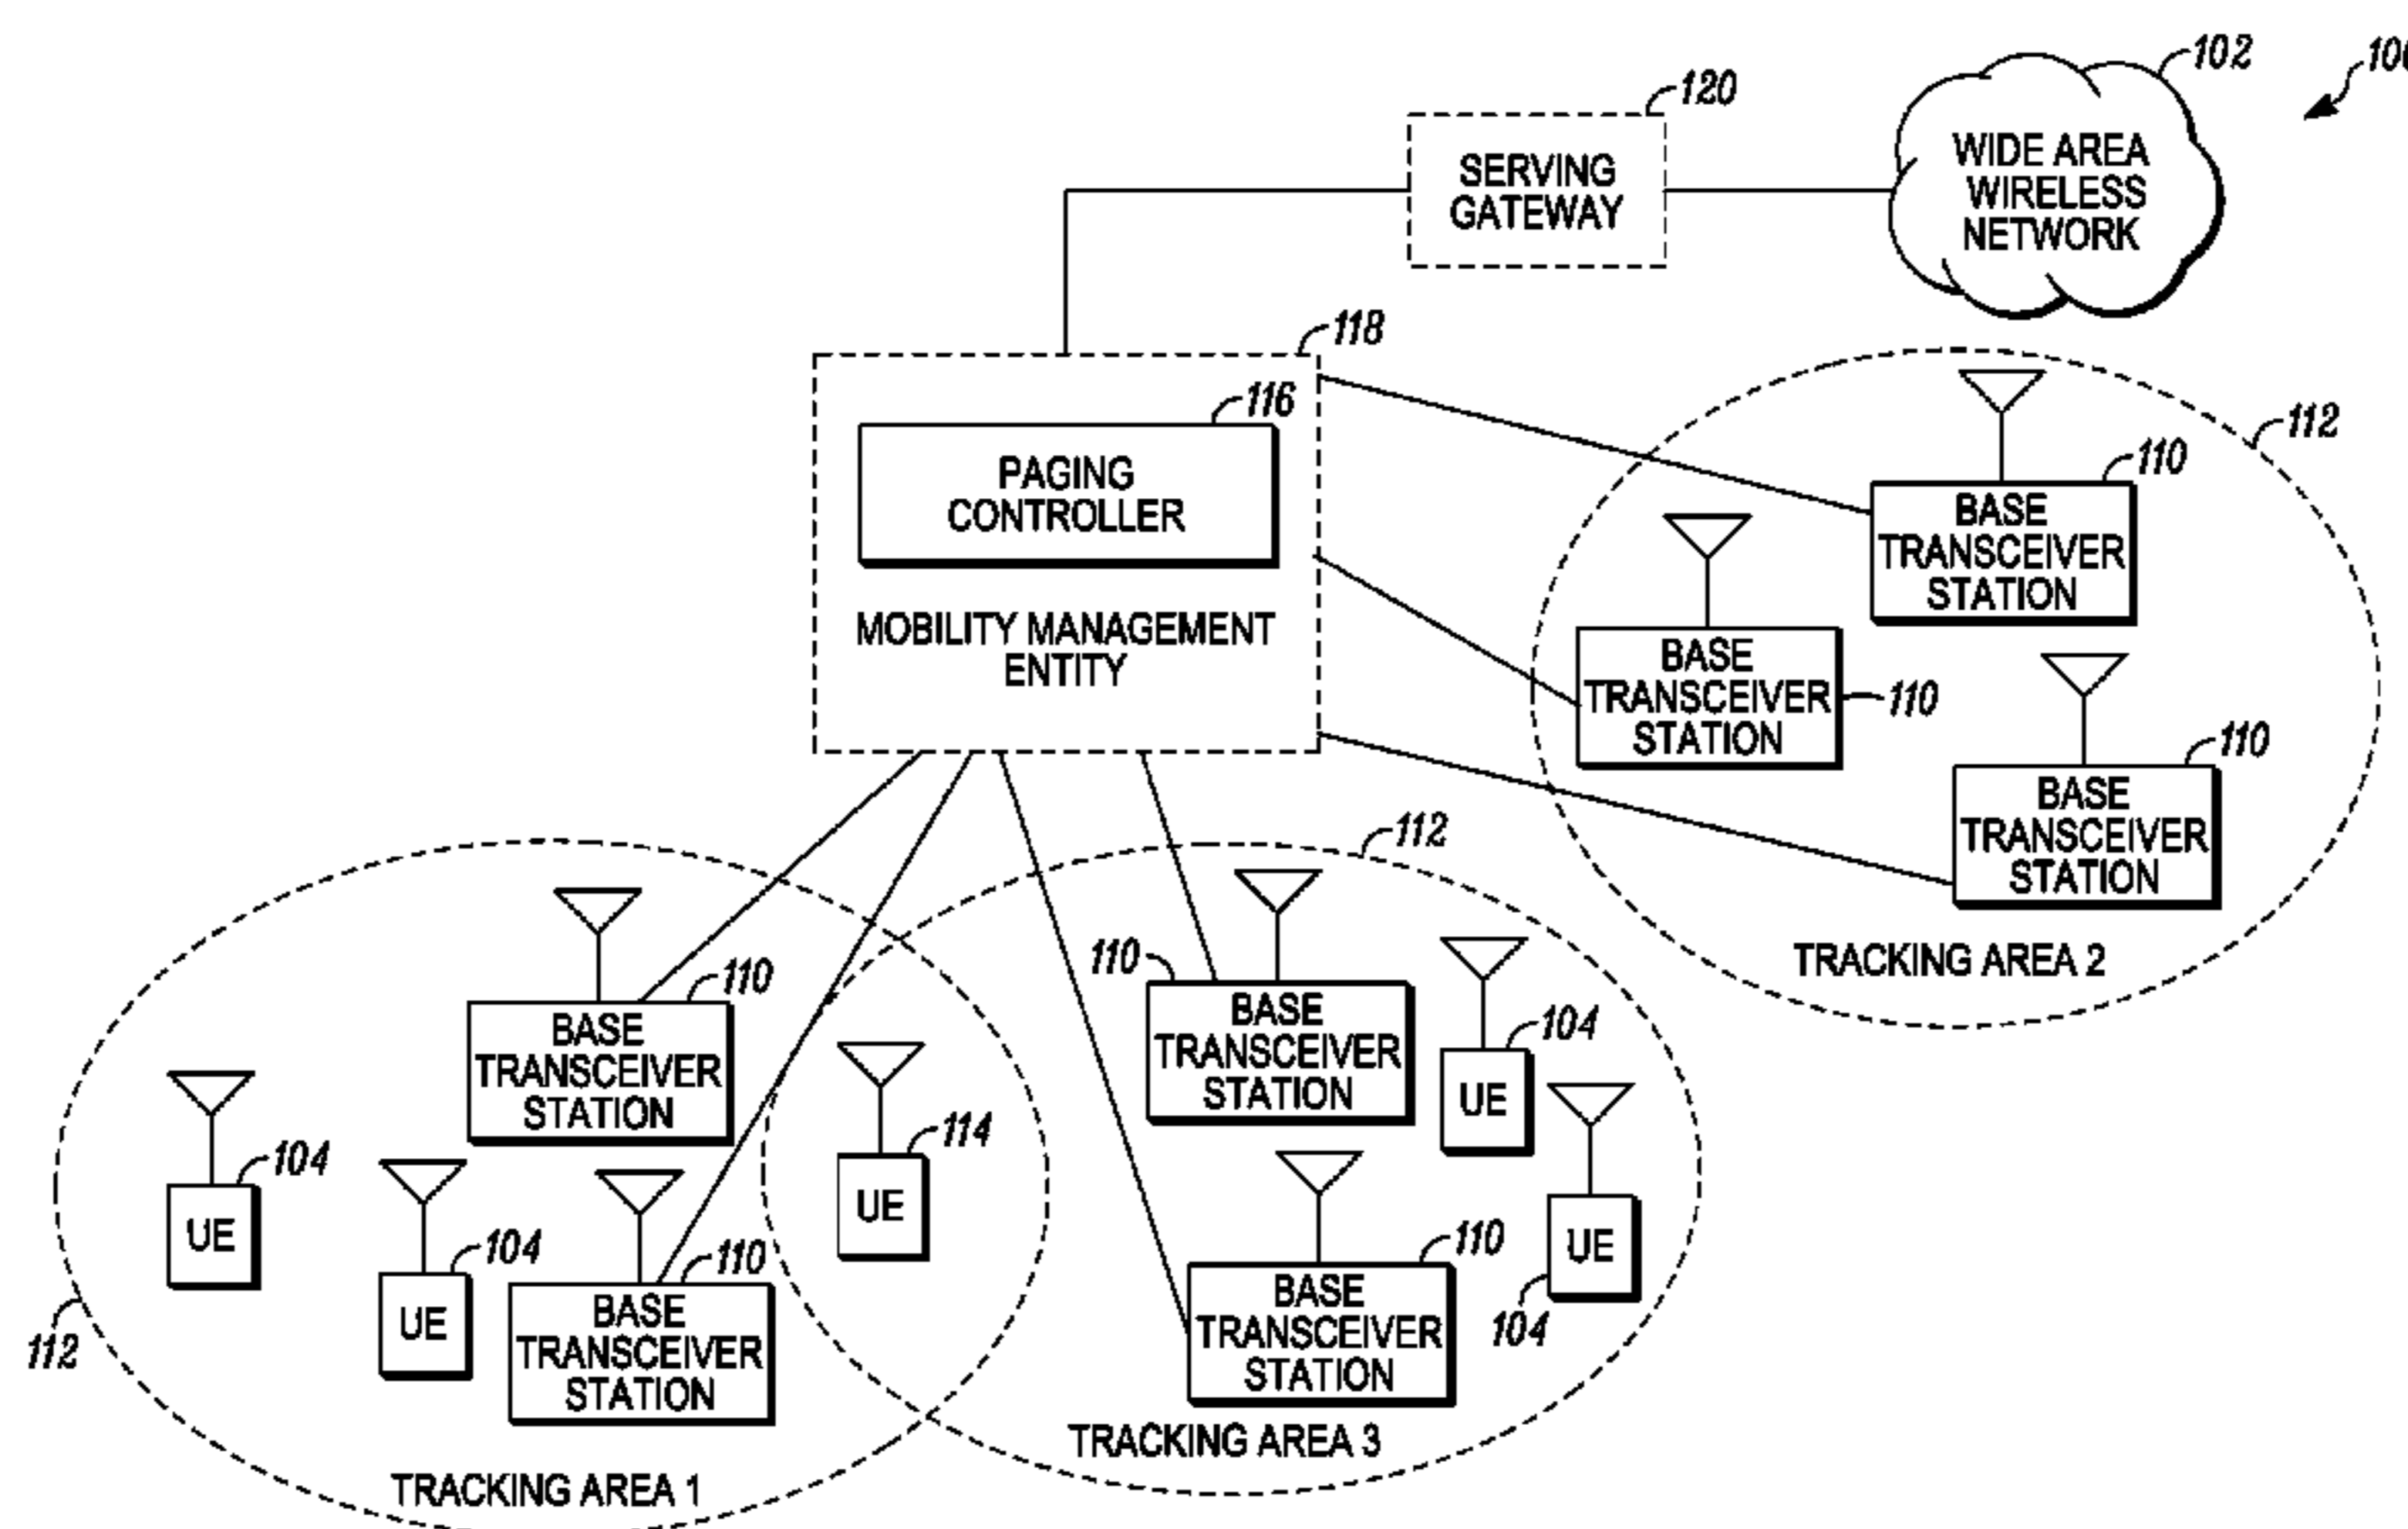 102
100
120
SERVING
GATEWAY
WIDE AREA
WIRELESS
NETWORK
118
116
PAGING
CONTROLLER
MOBILITY MANAGEMENT
ENTITY
112
110
BASE
TRANSCEIVER
STATION
BASE
TRANSCEIVER
STATION
110
110
BASE
TRANSCEIVER
STATION
TRACKING AREA 2
112
110
BASE
TRANSCEIVER
STATION
104
UE
104
UE
110
BASE
TRANSCEIVER
STATION
112
TRACKING AREA 1
114
UE
110
BASE
TRANSCEIVER
STATION
104
UE
UE
104
110
BASE
TRANSCEIVER
STATION
TRACKING AREA 3